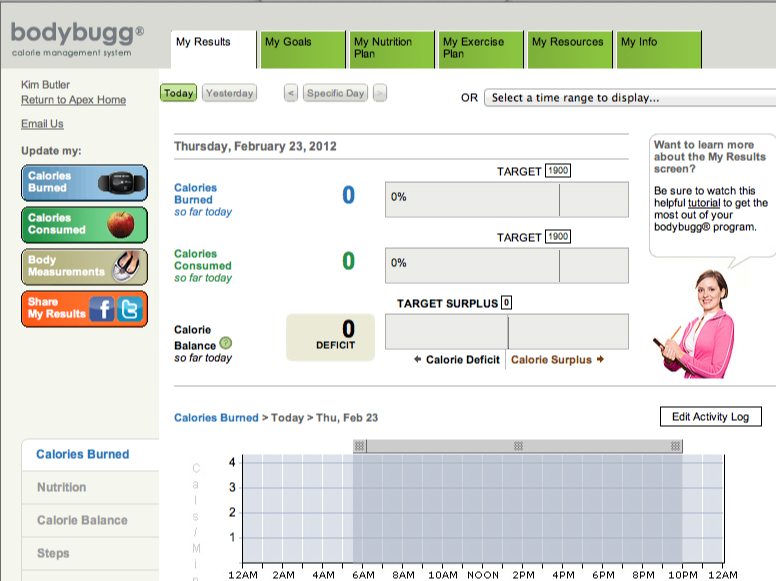 bodybugg®
calorie management system
My Results
My Goals
My Nutrition
Plan
My Exercise
Plan
My Resources
My Info
Kim Butler
Return to Apex Home
Email Us
Update my:
Calories
Burned
Calories
Consumed
Body
Measurements
Share
My Results
Today
Yesterday
<
Specific Day
>
OR
Select a time range to display...
Thursday, February 23, 2012
Calories
Burned
so far today
0
TARGET 1900
0%
Calories
Consumed
so far today
0
TARGET 1900
0%
Calorie
Balance ?
so far today
0
DEFICIT
TARGET SURPLUS 0
Calorie Deficit
Calorie Surplus
Want to learn more
about the My Results
screen?
Be sure to watch this
helpful tutorial to get the
most out of your
bodybugg® program.
Calories Burned > Today > Thu, Feb 23
Edit Activity Log
Calories Burned
Nutrition
Calorie Balance
Steps
Cals/Min
4
3
2
1
12AM 2AM 4AM 6AM 8AM 10AM NOON 2PM 4PM 6PM 8PM 10PM 12AM